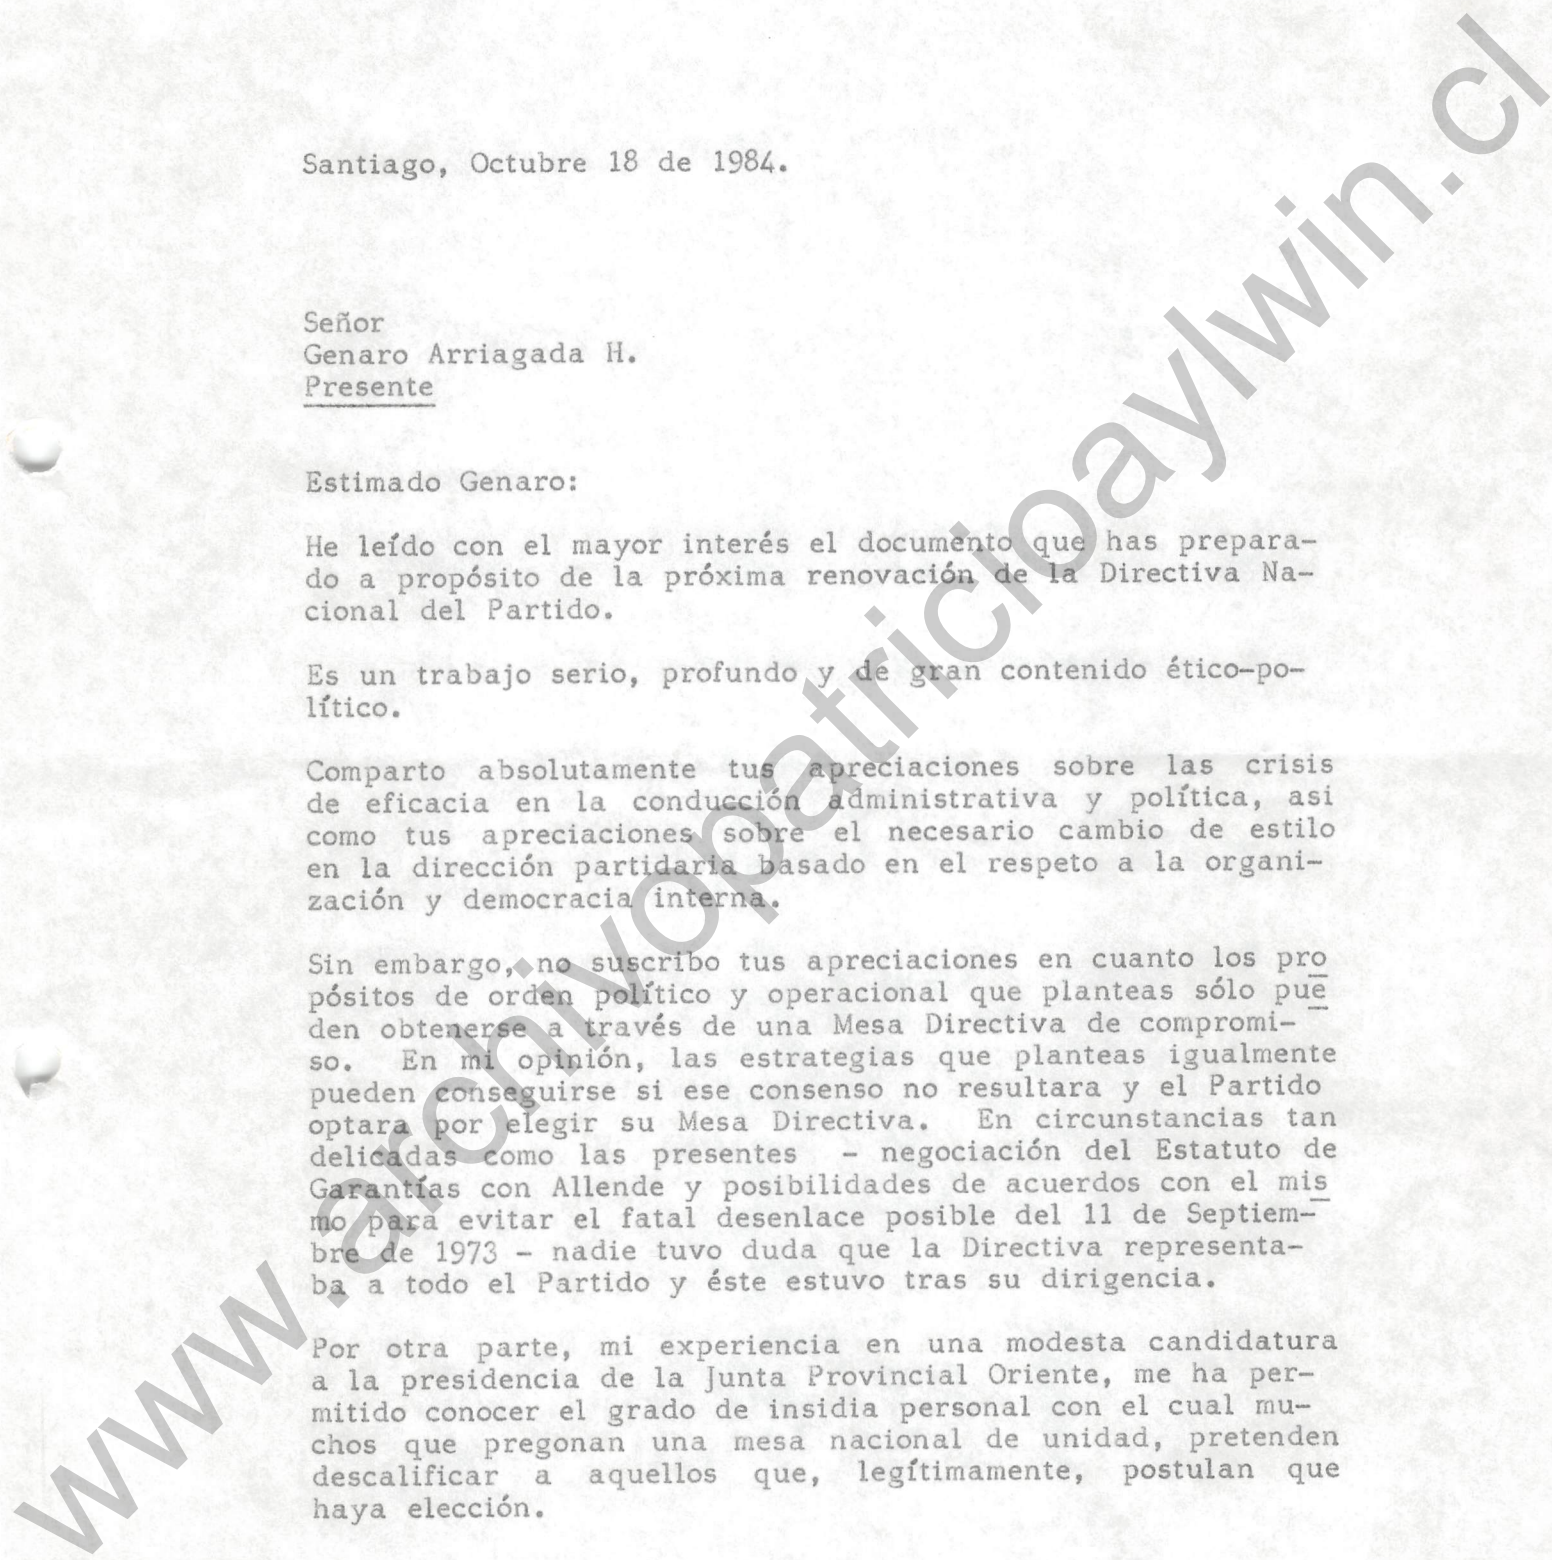 Santiago, Octubre 18 de 1984.
Señor
Genaro Arriagada H.
Presente
Estimado Genaro:
He leído con el mayor interés el documento que has prepara-
do a propósito de la próxima renovación de la Directiva Na-
cional del Partido.
Es un trabajo serio, profundo y de gran contenido ético-po-
lítico.
Comparto absolutamente tus apreciaciones sobre las crisis
de eficacia en la conducción administrativa y política, asi
como tus apreciaciones sobre el necesario cambio de estilo
en la dirección partidaria basado en el respeto a la organi-
zación y democracia interna.
Sin embargo, no suscribo tus apreciaciones en cuanto los pro
pósitos de orden político y operacional que planteas sólo pue
den obtenerse a través de una Mesa Directiva de compromi-
so. En mi opinión, las estrategias que planteas igualmente
pueden conseguirse si ese consenso no resultara y el Partido
optara por elegir su Mesa Directiva. En circunstancias tan
delicadas como las presentes - negociación del Estatuto de
Garantías con Allende y posibilidades de acuerdos con el mis
mo para evitar el fatal desenlace posible del 11 de Septiem-
bre de 1973 - nadie tuvo duda que la Directiva representa-
ba a todo el Partido y éste estuvo tras su dirigencia.
Por otra parte, mi experiencia en una modesta candidatura
a la presidencia de la Junta Provincial Oriente, me ha per-
mitido conocer el grado de insidia personal con el cual mu-
chos que pregonan una mesa nacional de unidad, pretenden
descalificar a aquellos que, legítimamente, postulan que
haya elección.
www.archivopatricioaylwin.cl